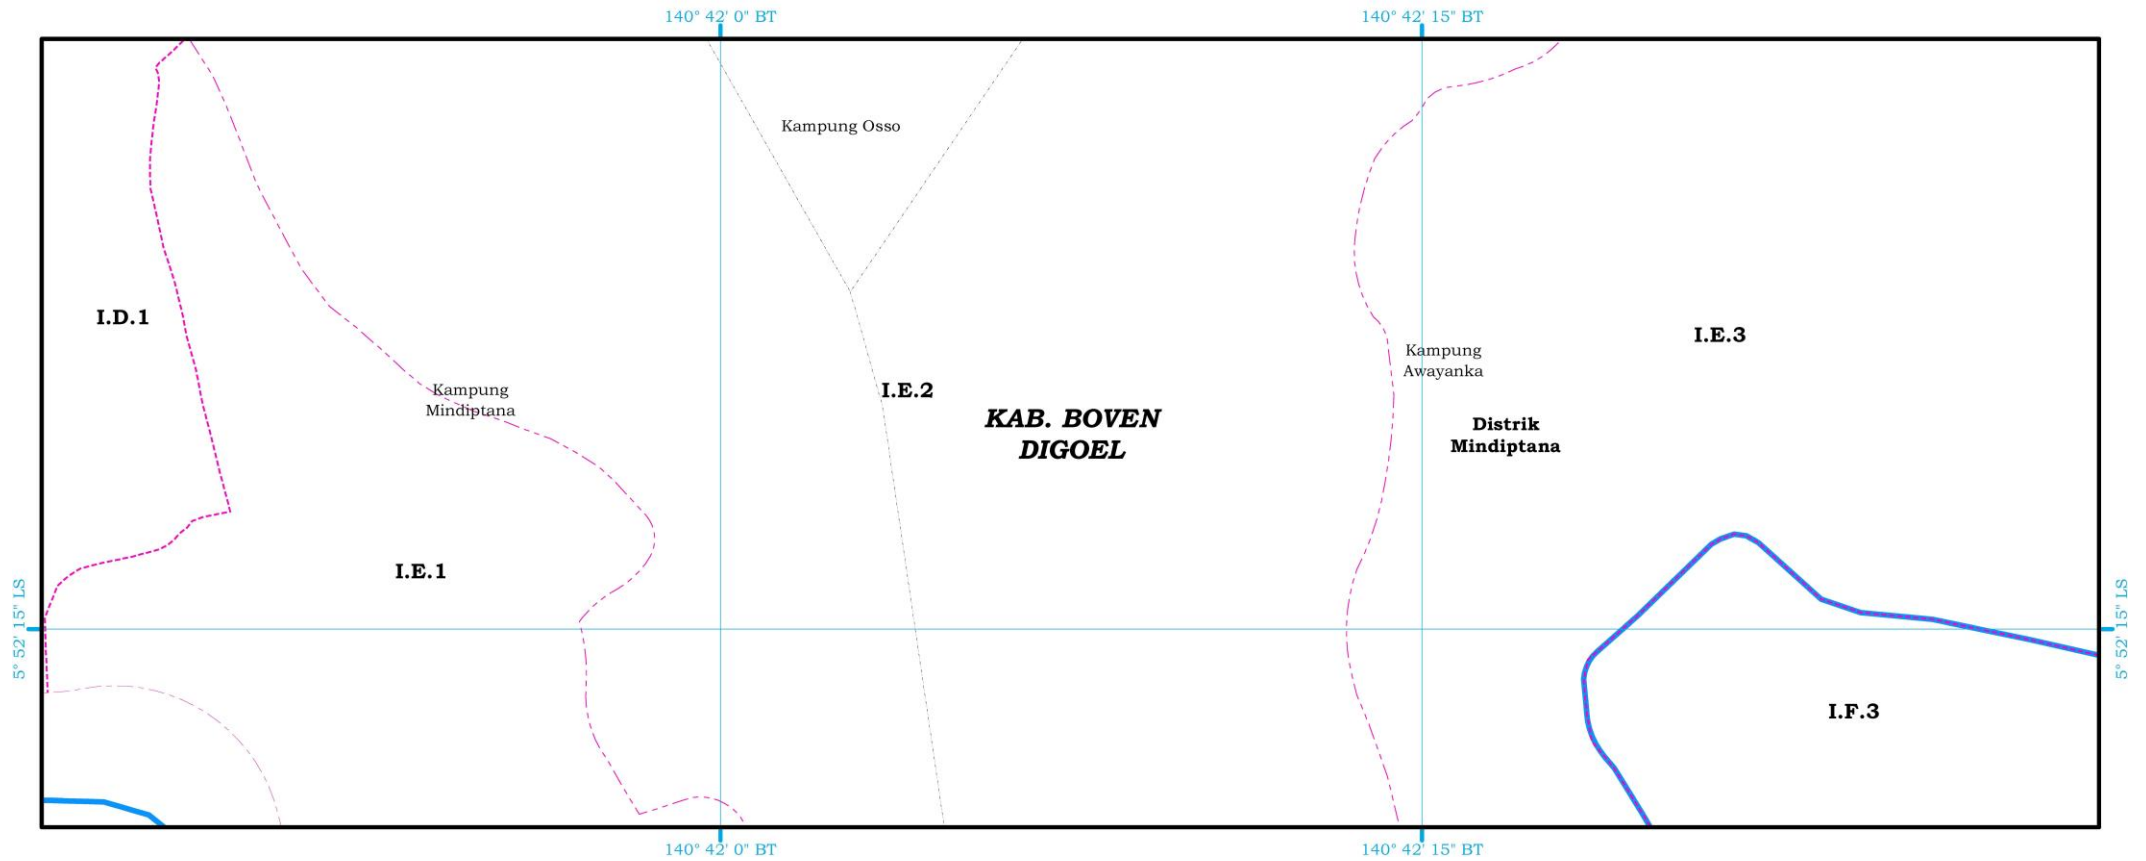 140° 42' 0" BT
140° 42' 15" BT
Kampung Osso
I.D.1
I.E.3
Kampung
Awayanka
Kampung
Mindiptana
I.E.2
KAB. BOVEN
DIGOEL
Distrik
Mindiptana
I.E.1
5° 52' 15" LS
5° 52' 15" LS
I.F.3
140° 42' 0" BT
140° 42' 15" BT